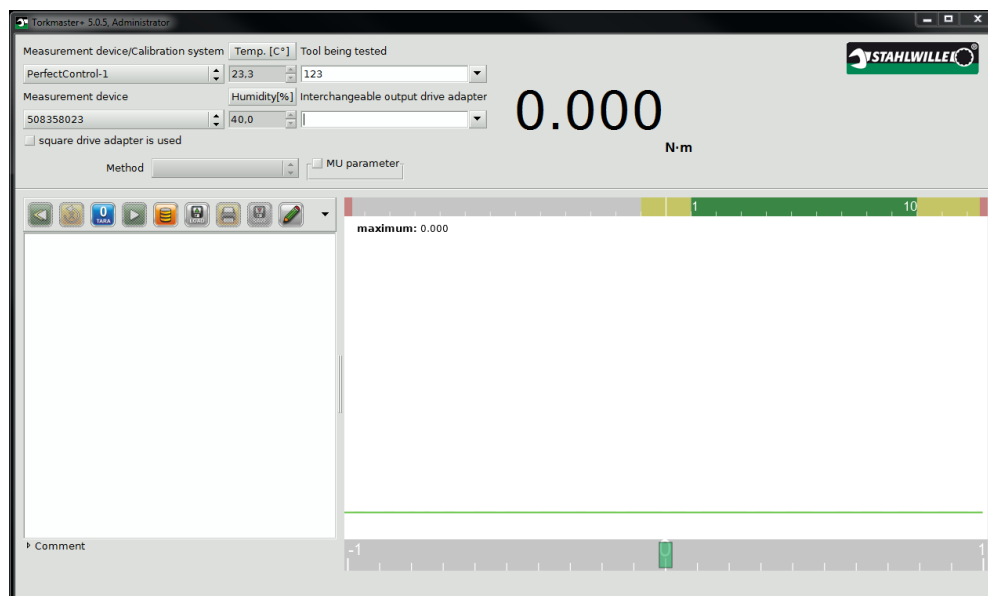 Torkmaster+ 5.0.5, Administrator
Measurement device/Calibration system Temp. [C°] Tool being tested
PerfectControl-1 23,3 123
STAHLWILLE
Measurement device Humidity[%] Interchangeable output drive adapter
508358023 40,0
0.000
N·m
square drive adapter is used
Method MU parameter
0 TARA LOAD SAVE
1 10
maximum: 0.000
Comment
-1 0 1